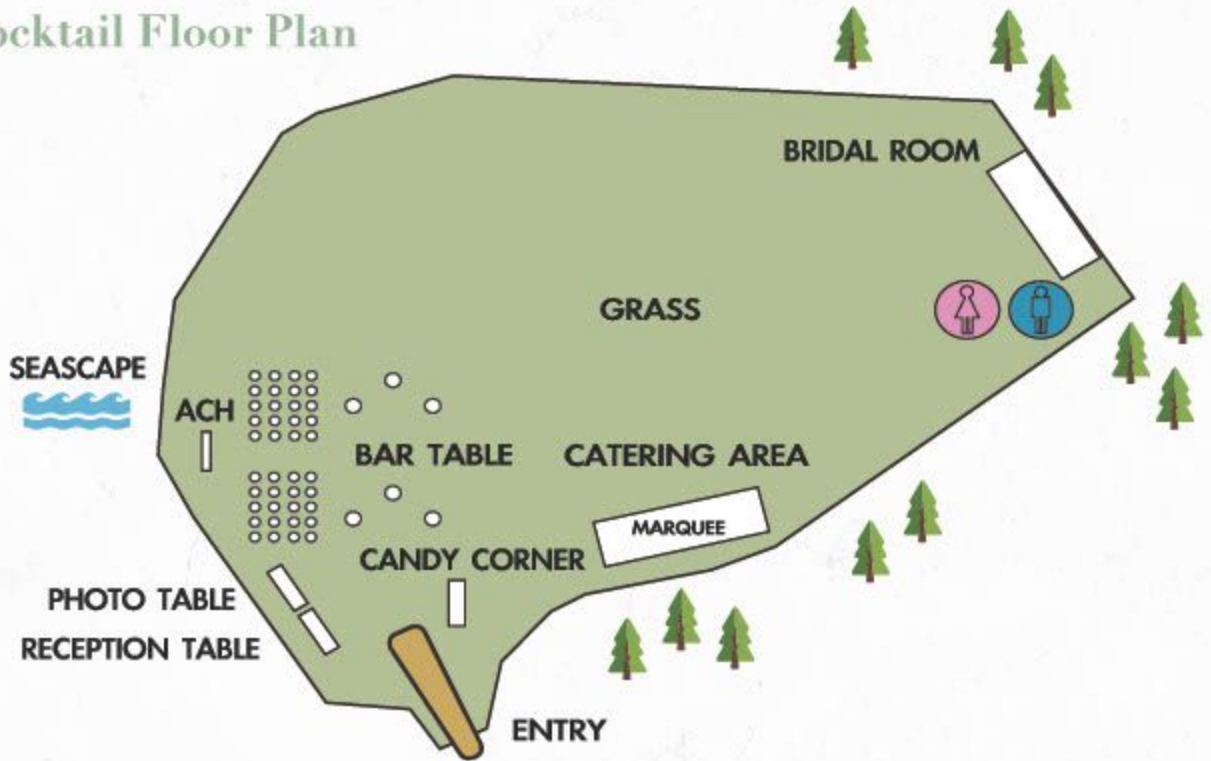 ocktail Floor Plan
BRIDAL ROOM
GRASS
SEASCAPE
ACH
BAR TABLE
CATERING AREA
MARQUEE
CANDY CORNER
PHOTO TABLE
RECEPTION TABLE
ENTRY